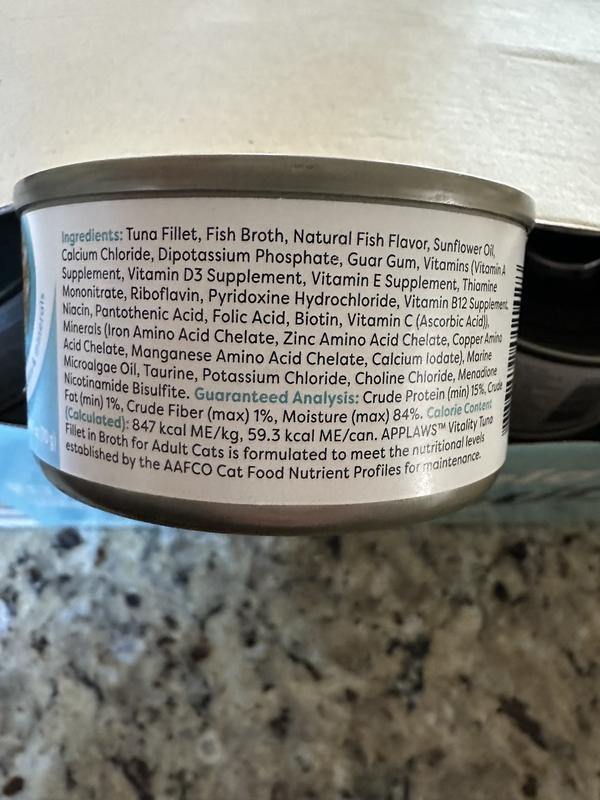 Ingredients: Tuna Fillet, Fish Broth, Natural Fish Flavor, Sunflower Oil,
Calcium Chloride, Dipotassium Phosphate, Guar Gum, Vitamins (Vitamin A
Supplement, Vitamin D3 Supplement, Vitamin E Supplement, Thiamine
Mononitrate, Riboflavin, Pyridoxine Hydrochloride, Vitamin B12 Supplement,
Niacin, Pantothenic Acid, Folic Acid, Biotin, Vitamin C (Ascorbic Acid)),
Minerals (Iron Amino Acid Chelate, Zinc Amino Acid Chelate, Copper Amino
Acid Chelate, Manganese Amino Acid Chelate, Calcium Iodate), Marine
Microalgae Oil, Taurine, Potassium Chloride, Choline Chloride, Menadione
Nicotinamide Bisulfite. Guaranteed Analysis: Crude Protein (min) 15%, Crude
Fat (min) 1%, Crude Fiber (max) 1%, Moisture (max) 84%. Calorie Content
(Calculated): 847 kcal ME/kg, 59.3 kcal ME/can. APPLAWS™ Vitality Tuna
Fillet in Broth for Adult Cats is formulated to meet the nutritional levels
established by the AAFCO Cat Food Nutrient Profiles for maintenance.